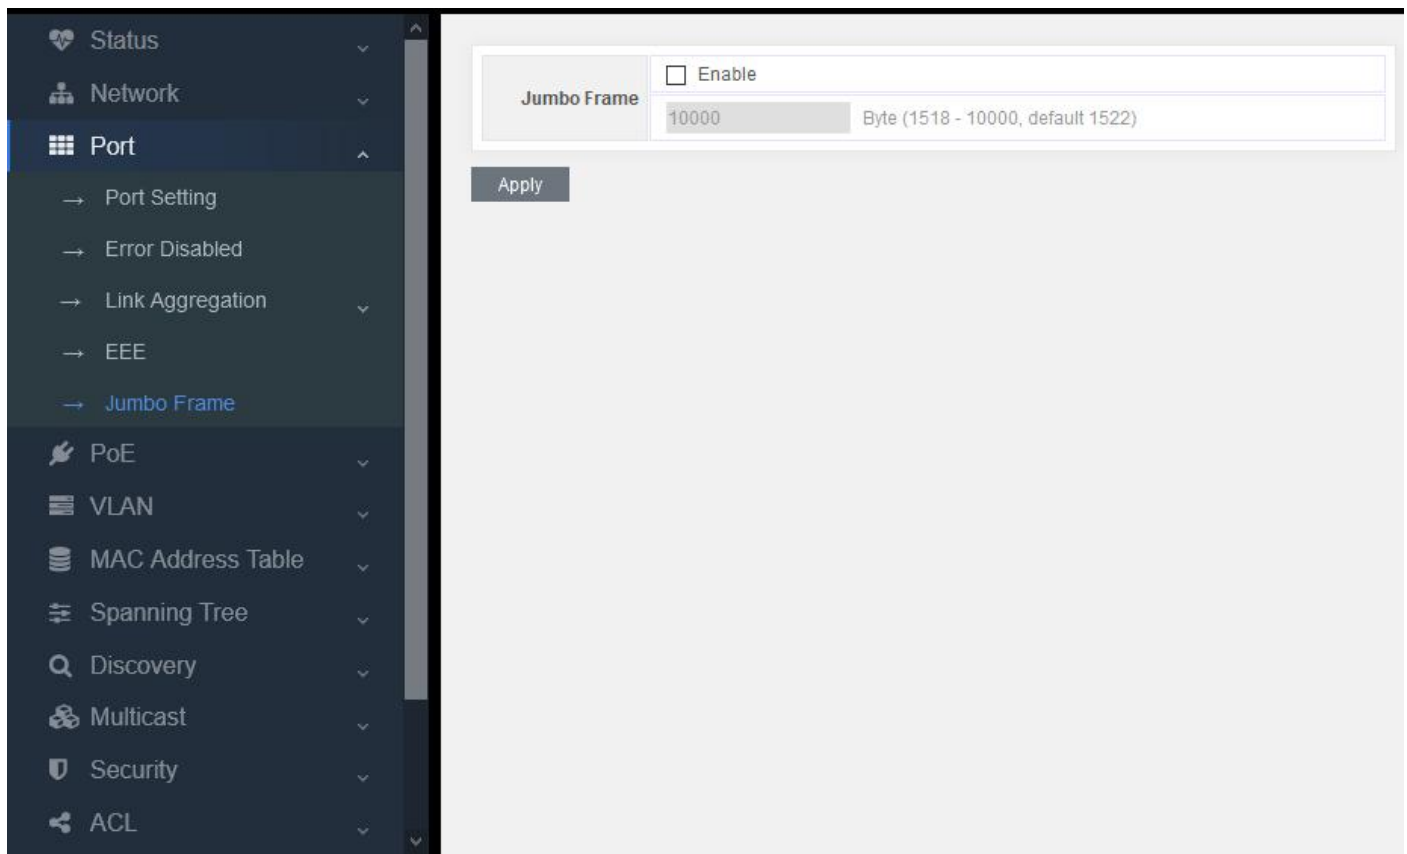 Status
Network
Port
Port Setting
Error Disabled
Link Aggregation
EEE
Jumbo Frame
PoE
VLAN
MAC Address Table
Spanning Tree
Discovery
Multicast
Security
ACL
Jumbo Frame
Enable
10000 Byte (1518 - 10000, default 1522)
Apply